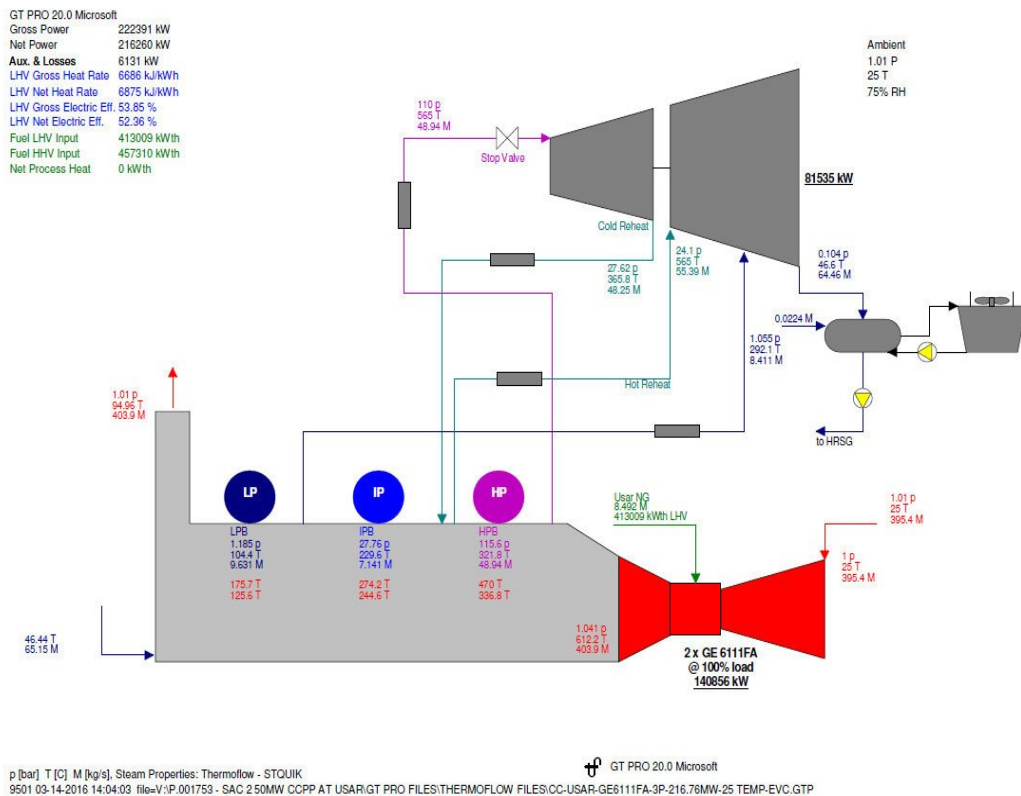 GT PRO 20.0 Microsoft
Gross Power 222391 kW
Net Power 216260 kW
Aux. & Losses 6131 kW
LHV Gross Heat Rate 6686 kJ/kWh
LHV Net Heat Rate 6875 kJ/kWh
LHV Gross Electric Eff. 53.85 %
LHV Net Electric Eff. 52.36 %
Fuel LHV Input 413009 kWth
Fuel HHV Input 457310 kWth
Net Process Heat 0 kWth
Ambient
1.01 P
25 T
75% RH
110 p
565 T
48.94 M
Stop Valve
81535 kW
Cold Reheat
27.62 p
365.8 T
48.25 M
24.1 p
565 T
55.39 M
0.104 p
46.6 T
64.46 M
0.0224 M
1.055 p
292.1 T
8.411 M
Hot Reheat
to HRSG
1.01 p
94.96 T
403.9 M
LP
IP
HP
LPB
1.185 p
104.4 T
9.631 M
175.7 T
125.6 T
IPB
27.76 p
229.6 T
7.141 M
274.2 T
244.6 T
HPB
115.6 p
321.8 T
48.94 M
470 T
336.8 T
Usar NG
8.492 M
413009 kWth LHV
1.01 p
25 T
395.4 M
1 p
25 T
395.4 M
46.44 T
65.15 M
1.041 p
612.2 T
403.9 M
2 x GE 6111FA
@ 100% load
140856 kW
GT PRO 20.0 Microsoft
p [bar] T [C] M [kg/s], Steam Properties: Thermoflow - STQUIK
9501 03-14-2016 14:04:03 file=V:\P.001753 - SAC 2 50MW CCPP AT USAR\GT PRO FILES\THERMOFLOW FILES\CC-USAR-GE6111FA-3P-216.76MW-25 TEMP-EVC.GTP